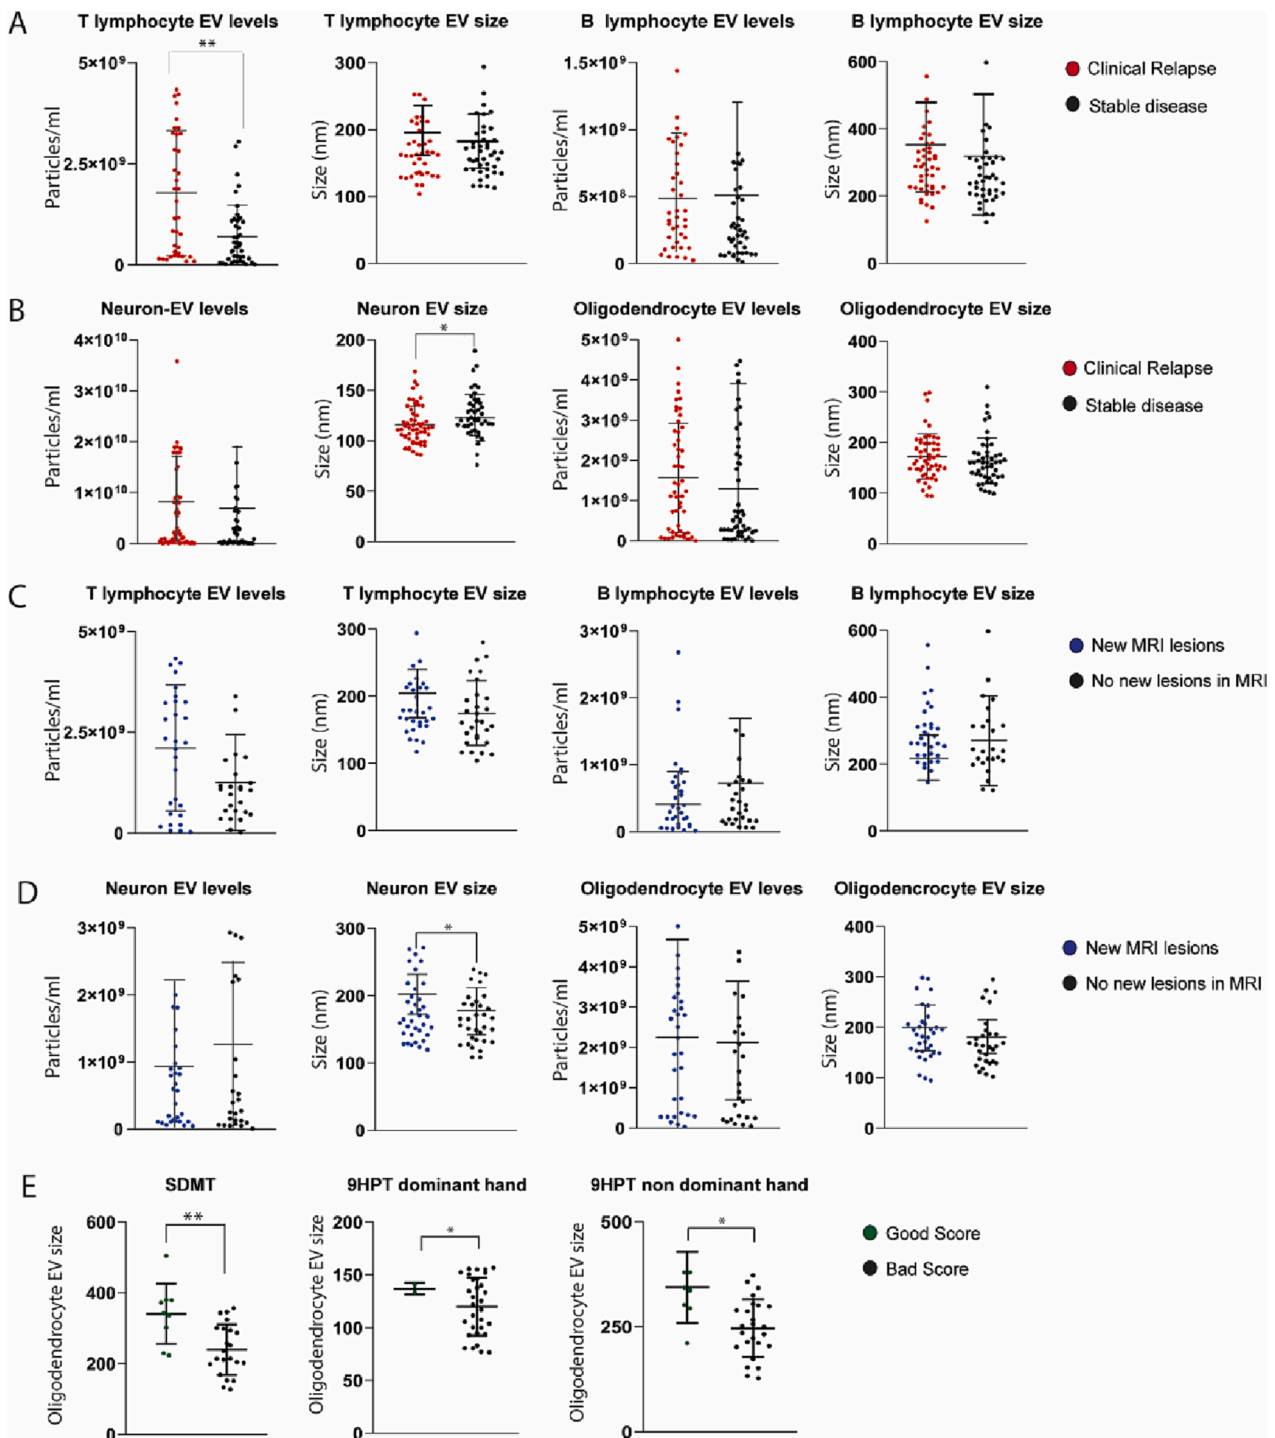 A
T lymphocyte EV levels
T lymphocyte EV size
B lymphocyte EV levels
B lymphocyte EV size
**
5×10⁹
2.5×10⁹
0
Particles/ml
300
200
100
0
Size (nm)
1.5×10⁹
1×10⁹
5×10⁸
0
Particles/ml
600
400
200
0
Size (nm)
Clinical Relapse
Stable disease
B
Neuron-EV levels
Neuron EV size
Oligodendrocyte EV levels
Oligodendrocyte EV size
4×10¹⁰
3×10¹⁰
2×10¹⁰
1×10¹⁰
0
Particles/ml
*
200
150
100
50
0
Size (nm)
5×10⁹
4×10⁹
3×10⁹
2×10⁹
1×10⁹
0
Particles/ml
400
300
200
100
0
Size (nm)
Clinical Relapse
Stable disease
C
T lymphocyte EV levels
T lymphocyte EV size
B lymphocyte EV levels
B lymphocyte EV size
5×10⁹
2.5×10⁹
0
Particles/ml
300
200
100
0
Size (nm)
3×10⁹
2×10⁹
1×10⁹
0
Particles/ml
600
400
200
0
Size (nm)
New MRI lesions
No new lesions in MRI
D
Neuron EV levels
Neuron EV size
Oligodendrocyte EV leves
Oligodencrocyte EV size
3×10⁹
2×10⁹
1×10⁹
0
Particles/ml
*
300
200
100
0
Size (nm)
5×10⁹
4×10⁹
3×10⁹
2×10⁹
1×10⁹
0
Particles/ml
400
300
200
100
0
Size (nm)
New MRI lesions
No new lesions in MRI
E
SDMT
9HPT dominant hand
9HPT non dominant hand
**
600
400
200
0
Oligodendrocyte EV size
*
200
150
100
50
0
Oligodendrocyte EV size
*
500
250
0
Oligodendrocyte EV size
Good Score
Bad Score